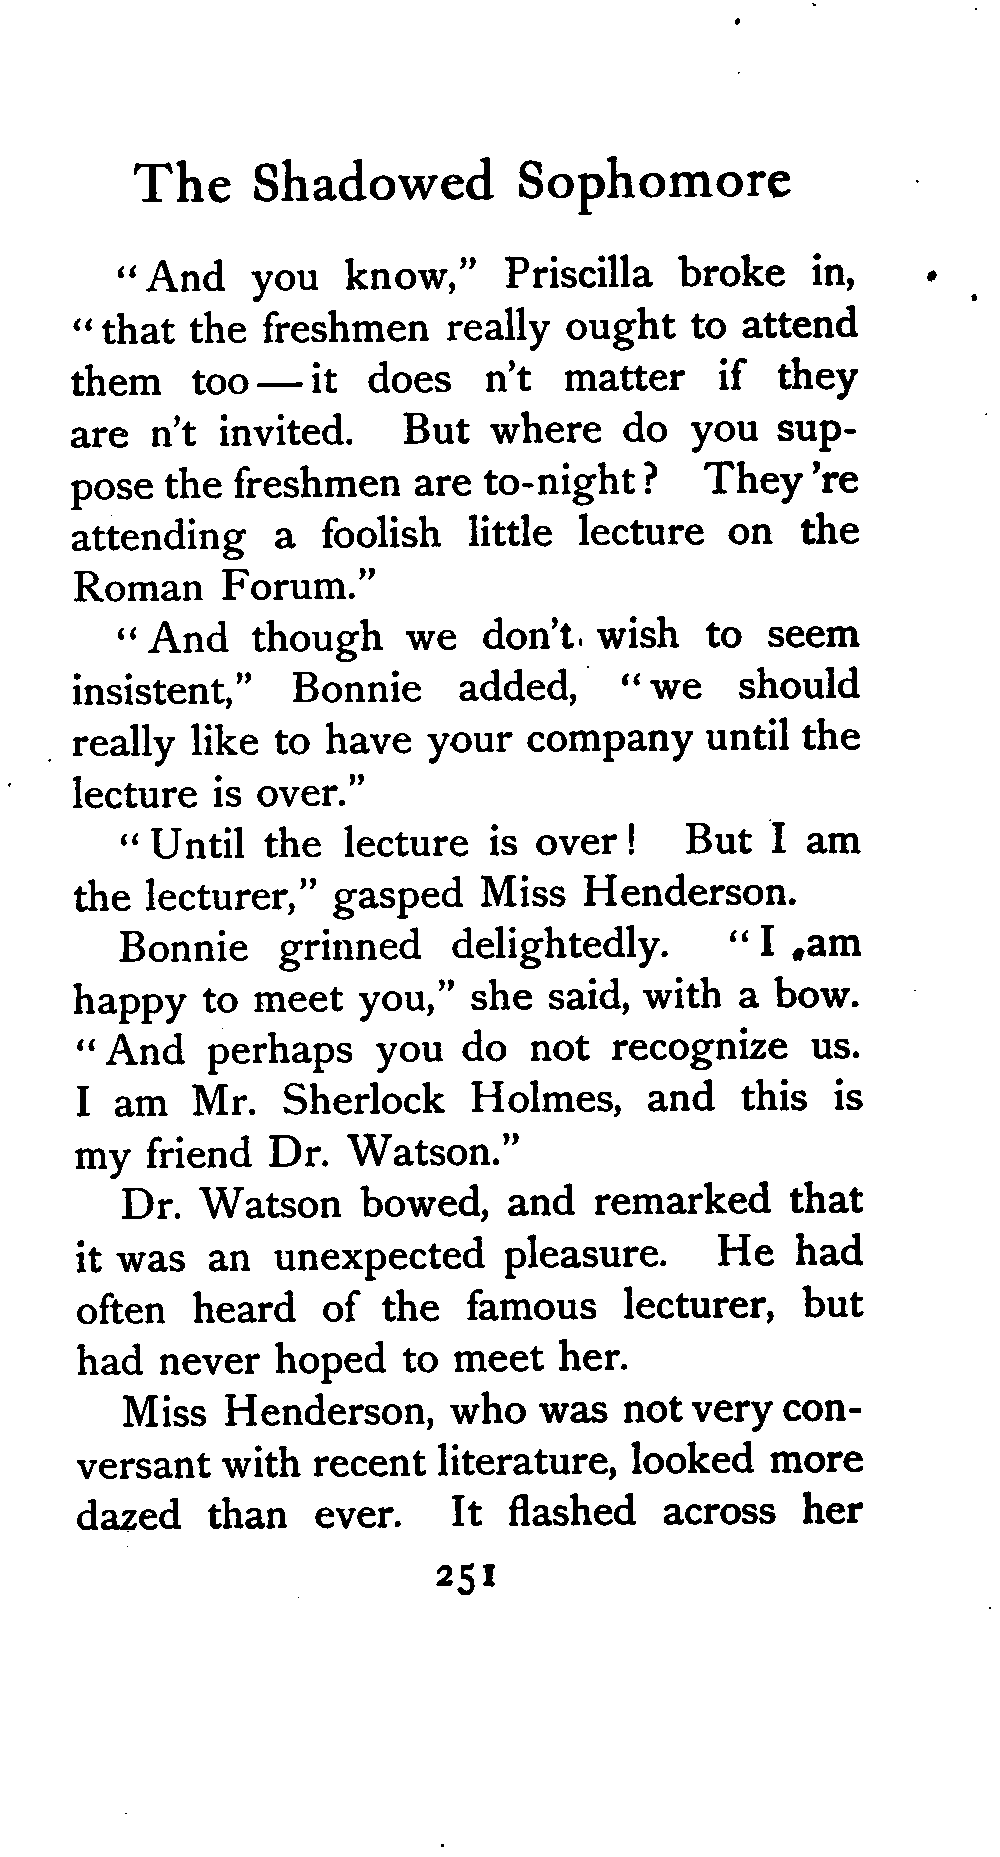 The Shadowed Sophomore
“And you know,” Priscilla broke in,
“that the freshmen really ought to attend
them too—it does n't matter if they
are n't invited. But where do you sup-
pose the freshmen are to-night? They 're
attending a foolish little lecture on the
Roman Forum.”
“And though we don't wish to seem
insistent,” Bonnie added, “we should
really like to have your company until the
lecture is over.”
“Until the lecture is over! But I am
the lecturer,” gasped Miss Henderson.
Bonnie grinned delightedly. “I am
happy to meet you,” she said, with a bow.
“And perhaps you do not recognize us.
I am Mr. Sherlock Holmes, and this is
my friend Dr. Watson.”
Dr. Watson bowed, and remarked that
it was an unexpected pleasure. He had
often heard of the famous lecturer, but
had never hoped to meet her.
Miss Henderson, who was not very con-
versant with recent literature, looked more
dazed than ever. It flashed across her
251